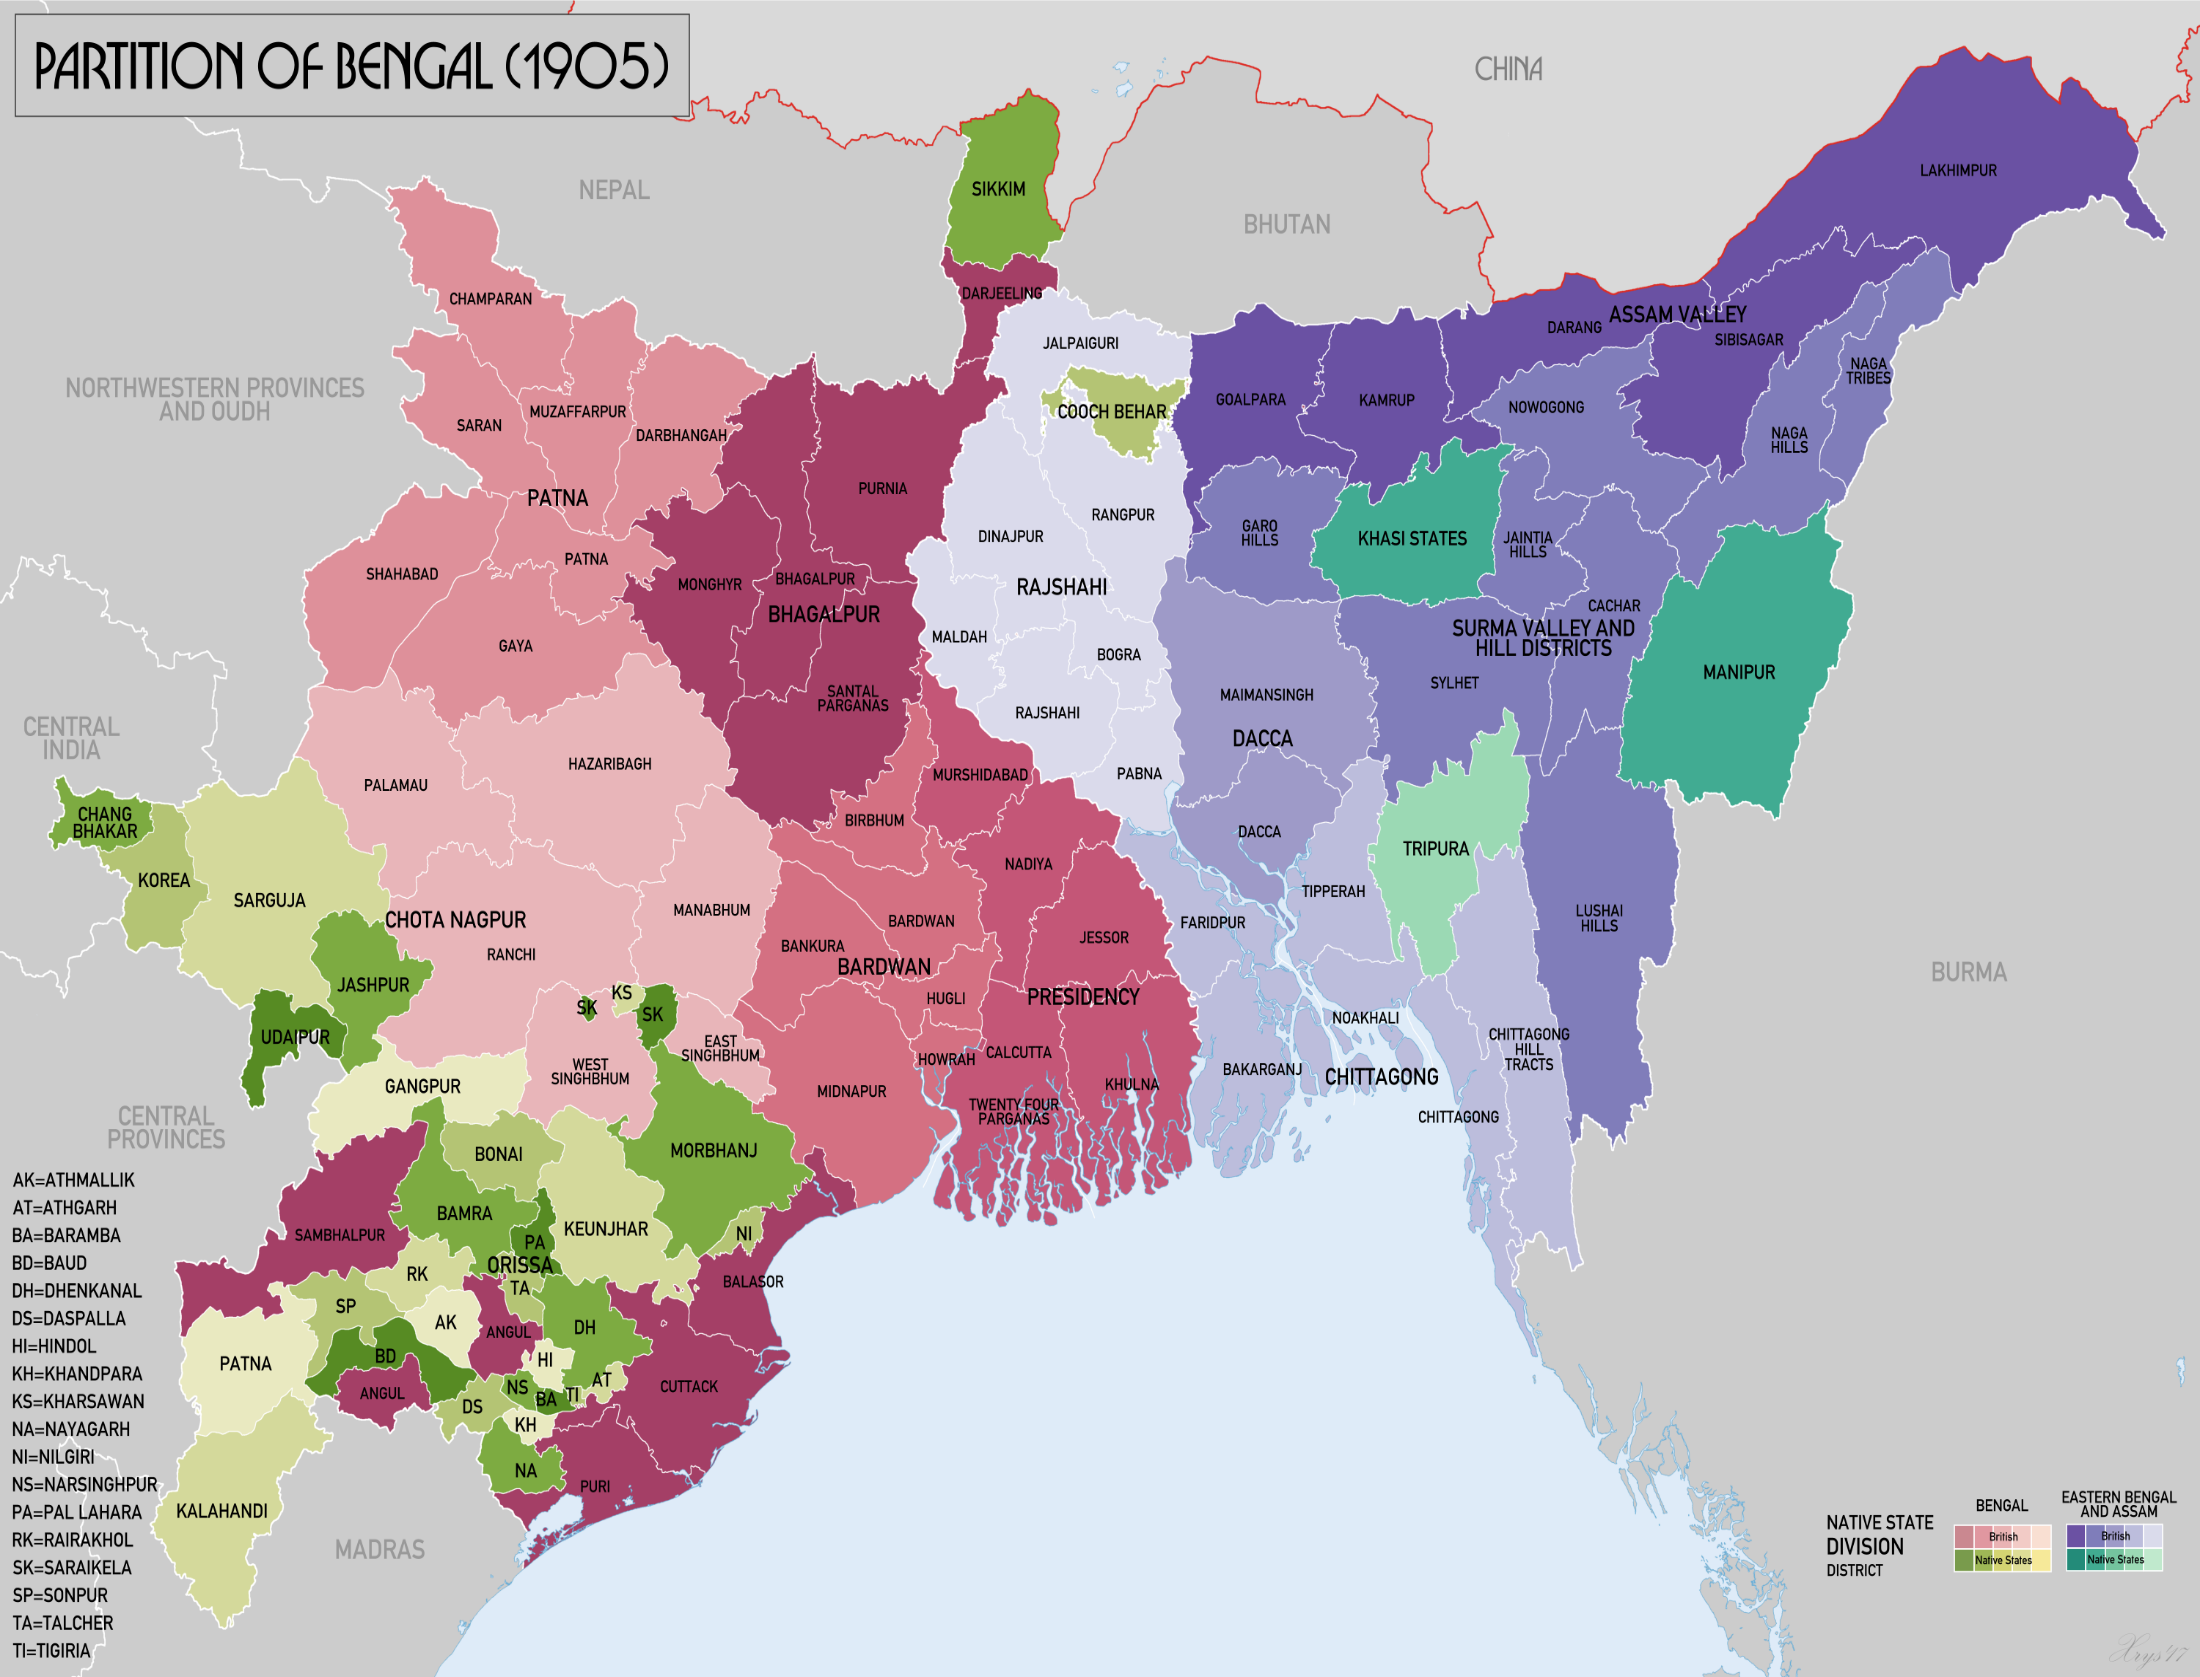 PARTITION OF BENGAL (1905)
CHINA
NEPAL
SIKKIM
BHUTAN
LAKHIMPUR
DARJEELING
CHAMPARAN
ASSAM VALLEY
DARANG
JALPAIGURI
SIBISAGAR
NAGA
TRIBES
NORTHWESTERN PROVINCES
AND OUDH
GOALPARA
KAMRUP
NOWOGONG
COOCH BEHAR
MUZAFFARPUR
SARAN
DARBHANGAH
NAGA
HILLS
PURNIA
PATNA
RANGPUR
GARO
HILLS
KHASI STATES
JAINTIA
HILLS
DINAJPUR
PATNA
SHAHABAD
MONGHYR
BHAGALPUR
RAJSHAHI
BHAGALPUR
CACHAR
SURMA VALLEY AND
HILL DISTRICTS
MALDAH
GAYA
BOGRA
MANIPUR
SYLHET
SANTAL
PARGANAS
MAIMANSINGH
RAJSHAHI
CENTRAL
INDIA
DACCA
HAZARIBAGH
MURSHIDABAD
PABNA
PALAMAU
CHANG
BHAKAR
BIRBHUM
DACCA
TRIPURA
NADIYA
KOREA
TIPPERAH
SARGUJA
MANABHUM
LUSHAI
HILLS
CHOTA NAGPUR
BARDWAN
FARIDPUR
JESSOR
BANKURA
RANCHI
BARDWAN
BURMA
JASHPUR
KS
SK
SK
HUGLI
PRESIDENCY
NOAKHALI
UDAIPUR
EAST
SINGHBHUM
CHITTAGONG
HILL
TRACTS
HOWRAH
CALCUTTA
WEST
SINGHBHUM
BAKARGANJ
CHITTAGONG
GANGPUR
MIDNAPUR
KHULNA
TWENTY FOUR
PARGANAS
CHITTAGONG
CENTRAL
PROVINCES
BONAI
MORBHANJ
AK=ATHMALLIK
AT=ATHGARH
BA=BARAMBA
BD=BAUD
DH=DHENKANAL
DS=DASPALLA
HI=HINDOL
KH=KHANDPARA
KS=KHARSAWAN
NA=NAYAGARH
NI=NILGIRI
NS=NARSINGHPUR
PA=PAL LAHARA
RK=RAIRAKHOL
SK=SARAIKELA
SP=SONPUR
TA=TALCHER
TI=TIGIRIA
BAMRA
KEUNJHAR
SAMBHALPUR
NI
PA
ORISSA
RK
TA
BALASOR
SP
AK
ANGUL
DH
BD
HI
PATNA
AT
NS
BA
TI
ANGUL
CUTTACK
DS
KH
NA
PURI
KALAHANDI
MADRAS
NATIVE STATE
DIVISION
DISTRICT
BENGAL
British
Native States
EASTERN BENGAL
AND ASSAM
British
Native States